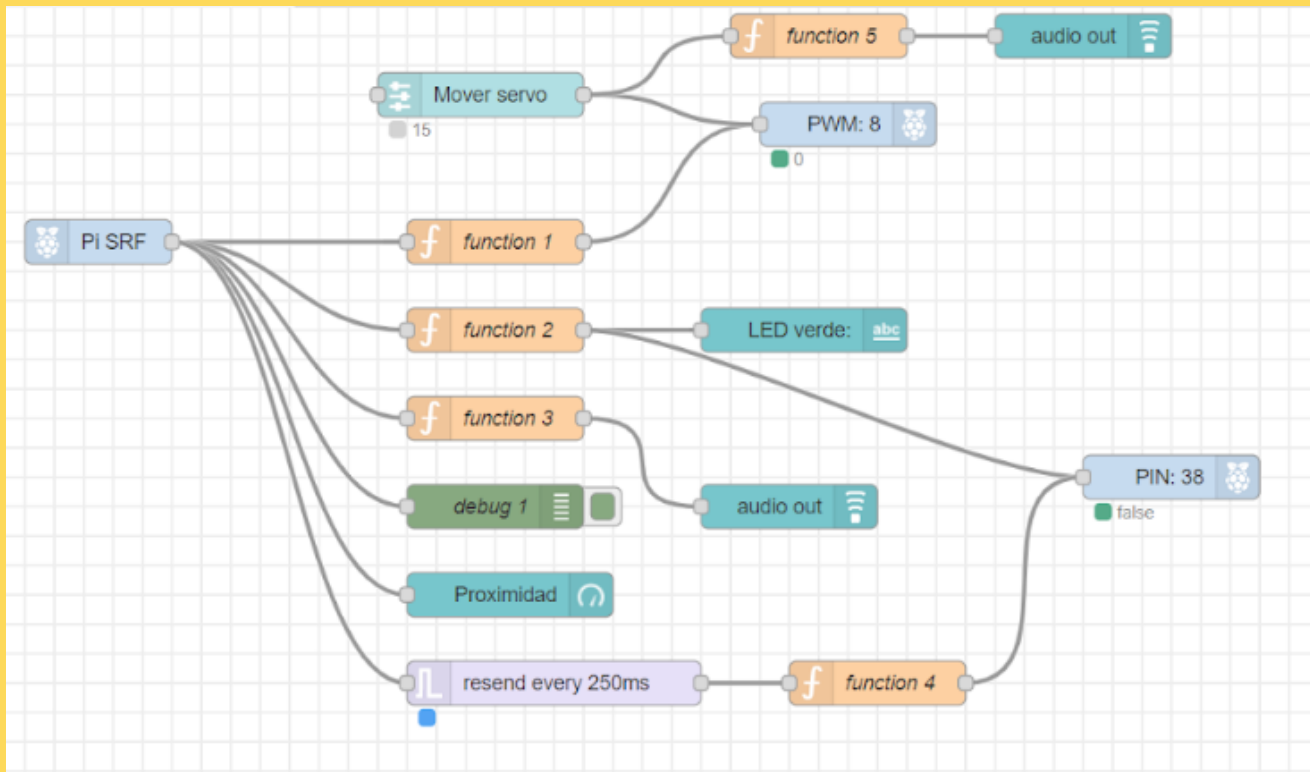 function 5
audio out
Mover servo
15
PWM: 8
0
Pi SRF
function 1
function 2
LED verde:
abc
function 3
PIN: 38
false
debug 1
audio out
Proximidad
resend every 250ms
function 4